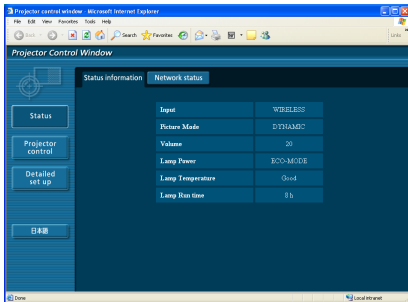 Projector control window - Microsoft Internet Explorer
File Edit View Favorites Tools Help
Back Search Favorites Links
Projector Control Window
Status information Network status
Status
Projector control
Detailed set up
日本語
Input WIRELESS
Picture Mode DYNAMIC
Volume 20
Lamp Power ECO-MODE
Lamp Temperature Good
Lamp Run time 8 h
Done Local intranet